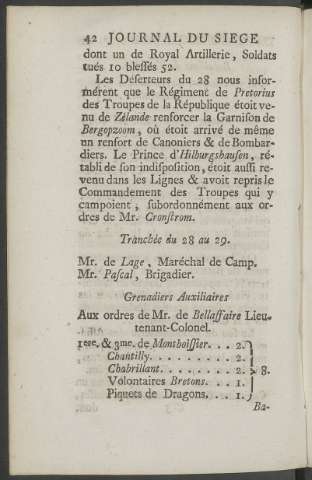 42 JOURNAL DU SIEGE
dont un de Royal Artillerie, Soldats
tués 10 blessés 52.
Les Déserteurs du 28 nous infor-
mérent que le Régiment de Pretorius
des Troupes de la République étoit ve-
nu de Zélande renforcer la Garnison de
Bergopzoom, où étoit arrivé de même
un renfort de Canoniers & de Bombar-
diers. Le Prince d'Hilburgshausen, ré-
tabli de son indisposition, étoit aussi re-
venu dans les Lignes & avoit repris le
Commandement des Troupes qui y
campoient, subordonnément aux or-
dres de Mr. Cronstrom.
Tranchée du 28 au 29.
Mr. de Lage, Maréchal de Camp.
Mr. Pascal, Brigadier.
Grenadiers Auxiliaires
Aux ordres de Mr. de Bellaffaire Lieu-
tenant-Colonel.
1ere. & 3me. de Monthoissier. . . 2.
Chantilly. . . . . . . . 2.
Chabrillant. . . . . . . 2. 8.
Volontaires Bretons. . . 1.
Piquets de Dragons. . . 1.
Ba-